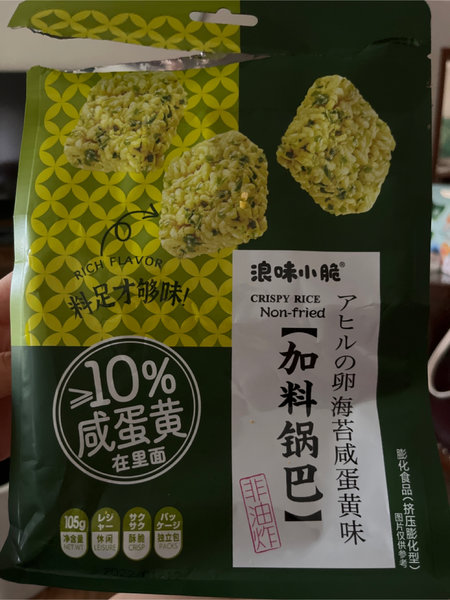 RICH FLAVOR
料足才够味!
≥10%
咸蛋黄
在里面
浪味小脆®
CRISPY RICE
Non-fried
【加料锅巴】
アヒルの卵海苔咸蛋黄味
非油炸
膨化食品(挤压膨化型)
图片仅供参考
105g
净含量
NET WT.
レジャー
休闲
LEISURE
サクサク
酥脆
CRISP
パッケージ
独立包
PACKS